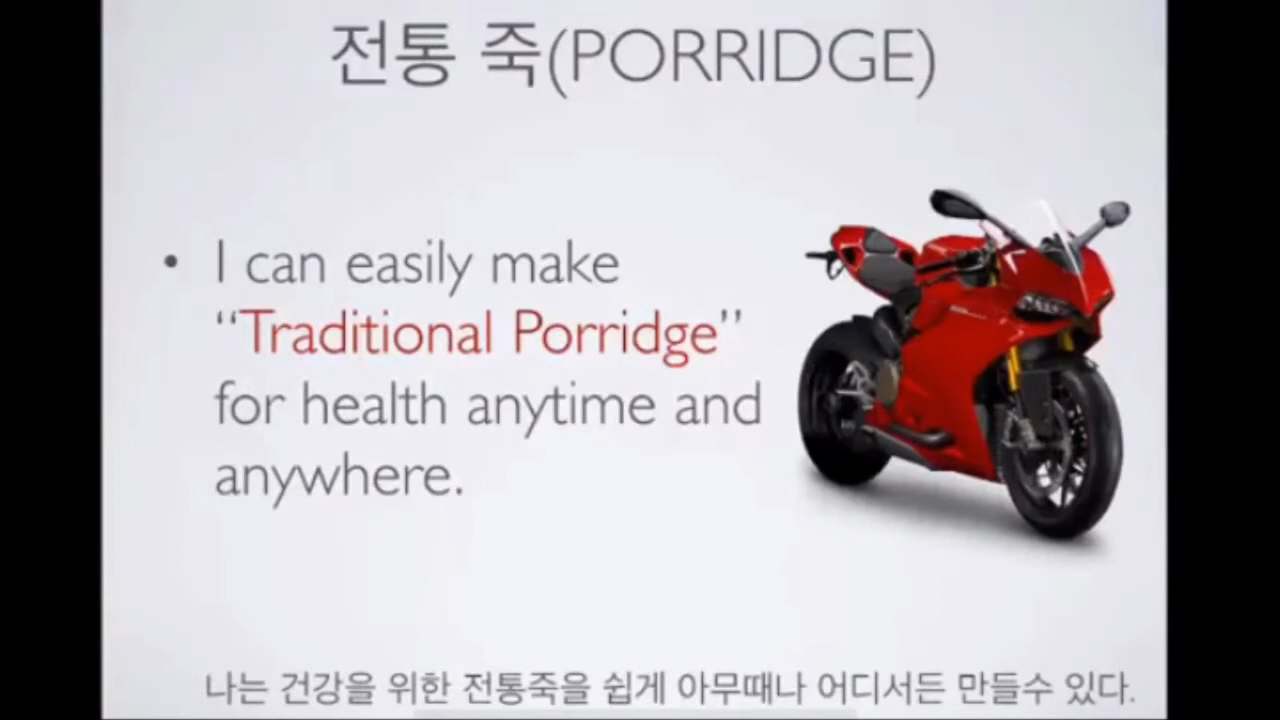 전통 죽(PORRIDGE)
• I can easily make
“Traditional Porridge”
for health anytime and
anywhere.
나는 건강을 위한 전통죽을 쉽게 아무때나 어디서든 만들수 있다.